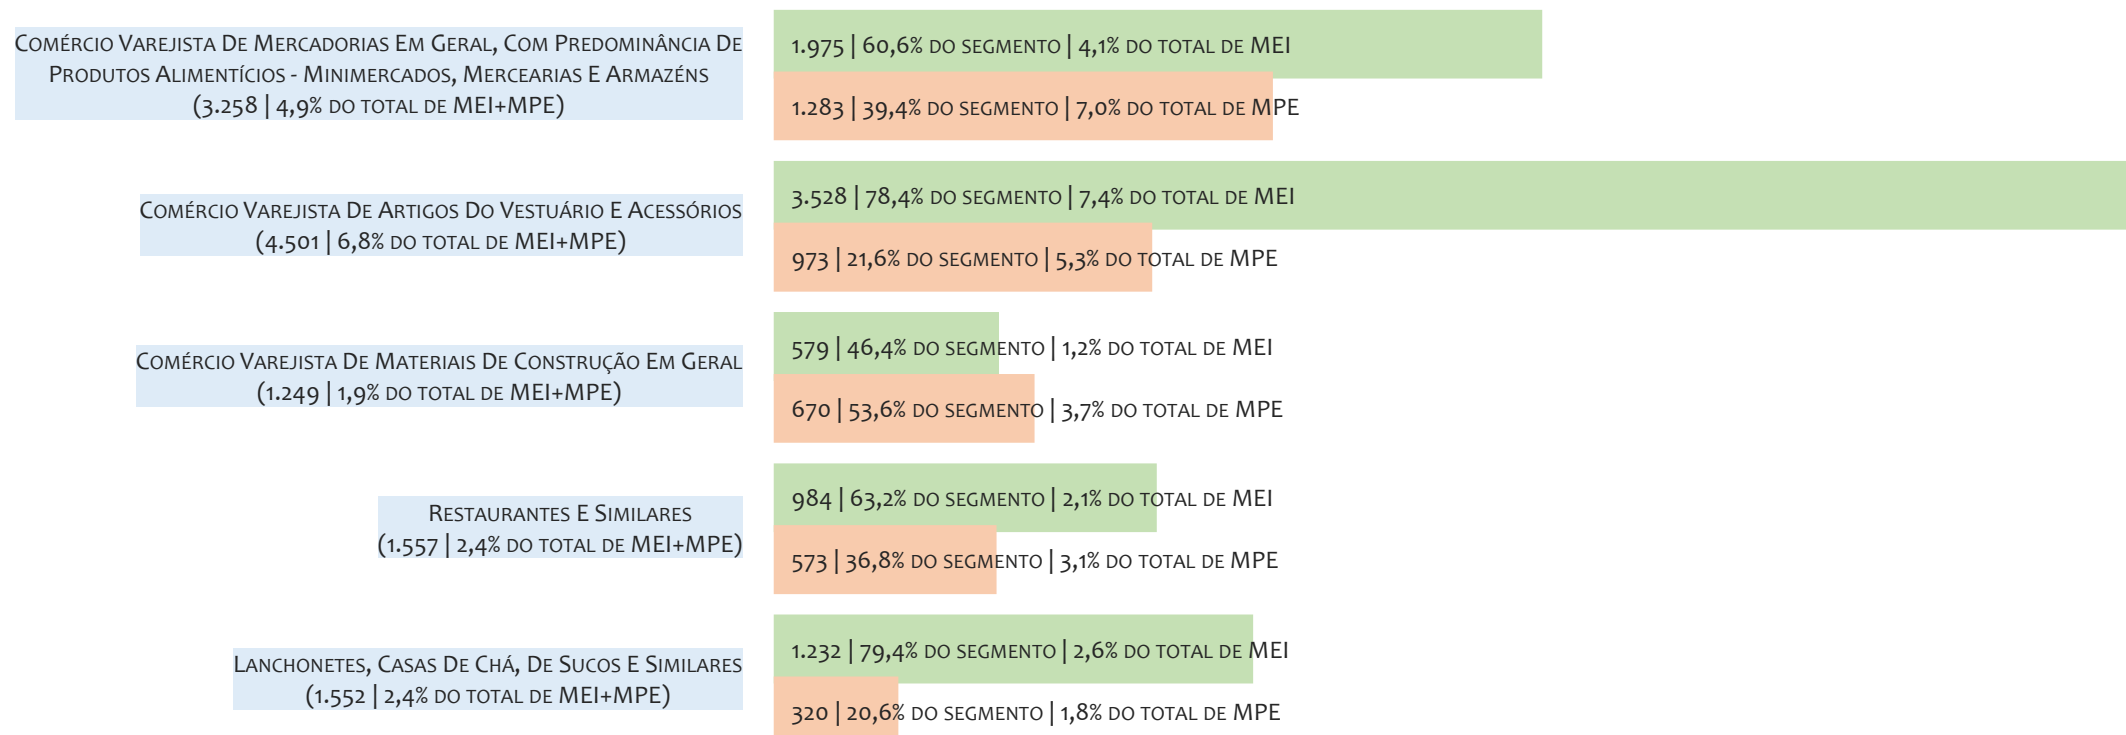 Comércio Varejista De Mercadorias Em Geral, Com Predominância De
Produtos Alimentícios - Minimercados, Mercearias E Armazéns
(3.258 | 4,9% do total de MEI+MPE)
1.975 | 60,6% do segmento | 4,1% do total de MEI
1.283 | 39,4% do segmento | 7,0% do total de MPE
Comércio Varejista De Artigos Do Vestuário E Acessórios
(4.501 | 6,8% do total de MEI+MPE)
3.528 | 78,4% do segmento | 7,4% do total de MEI
973 | 21,6% do segmento | 5,3% do total de MPE
Comércio Varejista De Materiais De Construção Em Geral
(1.249 | 1,9% do total de MEI+MPE)
579 | 46,4% do segmento | 1,2% do total de MEI
670 | 53,6% do segmento | 3,7% do total de MPE
Restaurantes E Similares
(1.557 | 2,4% do total de MEI+MPE)
984 | 63,2% do segmento | 2,1% do total de MEI
573 | 36,8% do segmento | 3,1% do total de MPE
Lanchonetes, Casas De Chá, De Sucos E Similares
(1.552 | 2,4% do total de MEI+MPE)
1.232 | 79,4% do segmento | 2,6% do total de MEI
320 | 20,6% do segmento | 1,8% do total de MPE